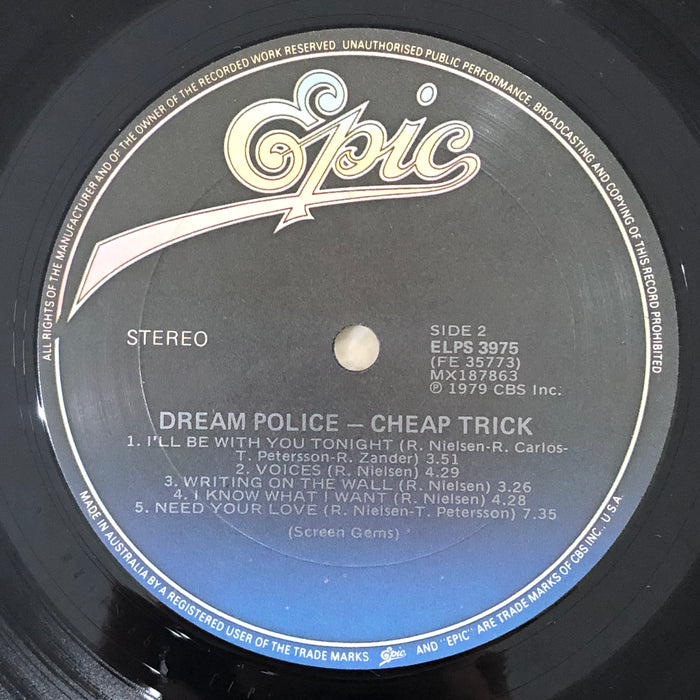 ALL RIGHTS OF THE MANUFACTURER AND OF THE OWNER OF THE RECORDED WORK RESERVED. UNAUTHORISED PUBLIC PERFORMANCE, BROADCASTING AND COPYING OF THIS RECORD PROHIBITED
Epic
STEREO
SIDE 2
ELPS 3975
(FE 35773)
MX187863
℗ 1979 CBS Inc.
DREAM POLICE – CHEAP TRICK
1. I'LL BE WITH YOU TONIGHT (R. Nielsen-R. Carlos-
T. Petersson-R. Zander) 3.51
2. VOICES (R. Nielsen) 4.29
3. WRITING ON THE WALL (R. Nielsen) 3.26
4. I KNOW WHAT I WANT (R. Nielsen) 4.28
5. NEED YOUR LOVE (R. Nielsen-T. Petersson) 7.35
(Screen Gems)
MADE IN AUSTRALIA BY A REGISTERED USER OF THE TRADE MARKS Epic AND "EPIC" ARE TRADE MARKS OF CBS INC., U.S.A.